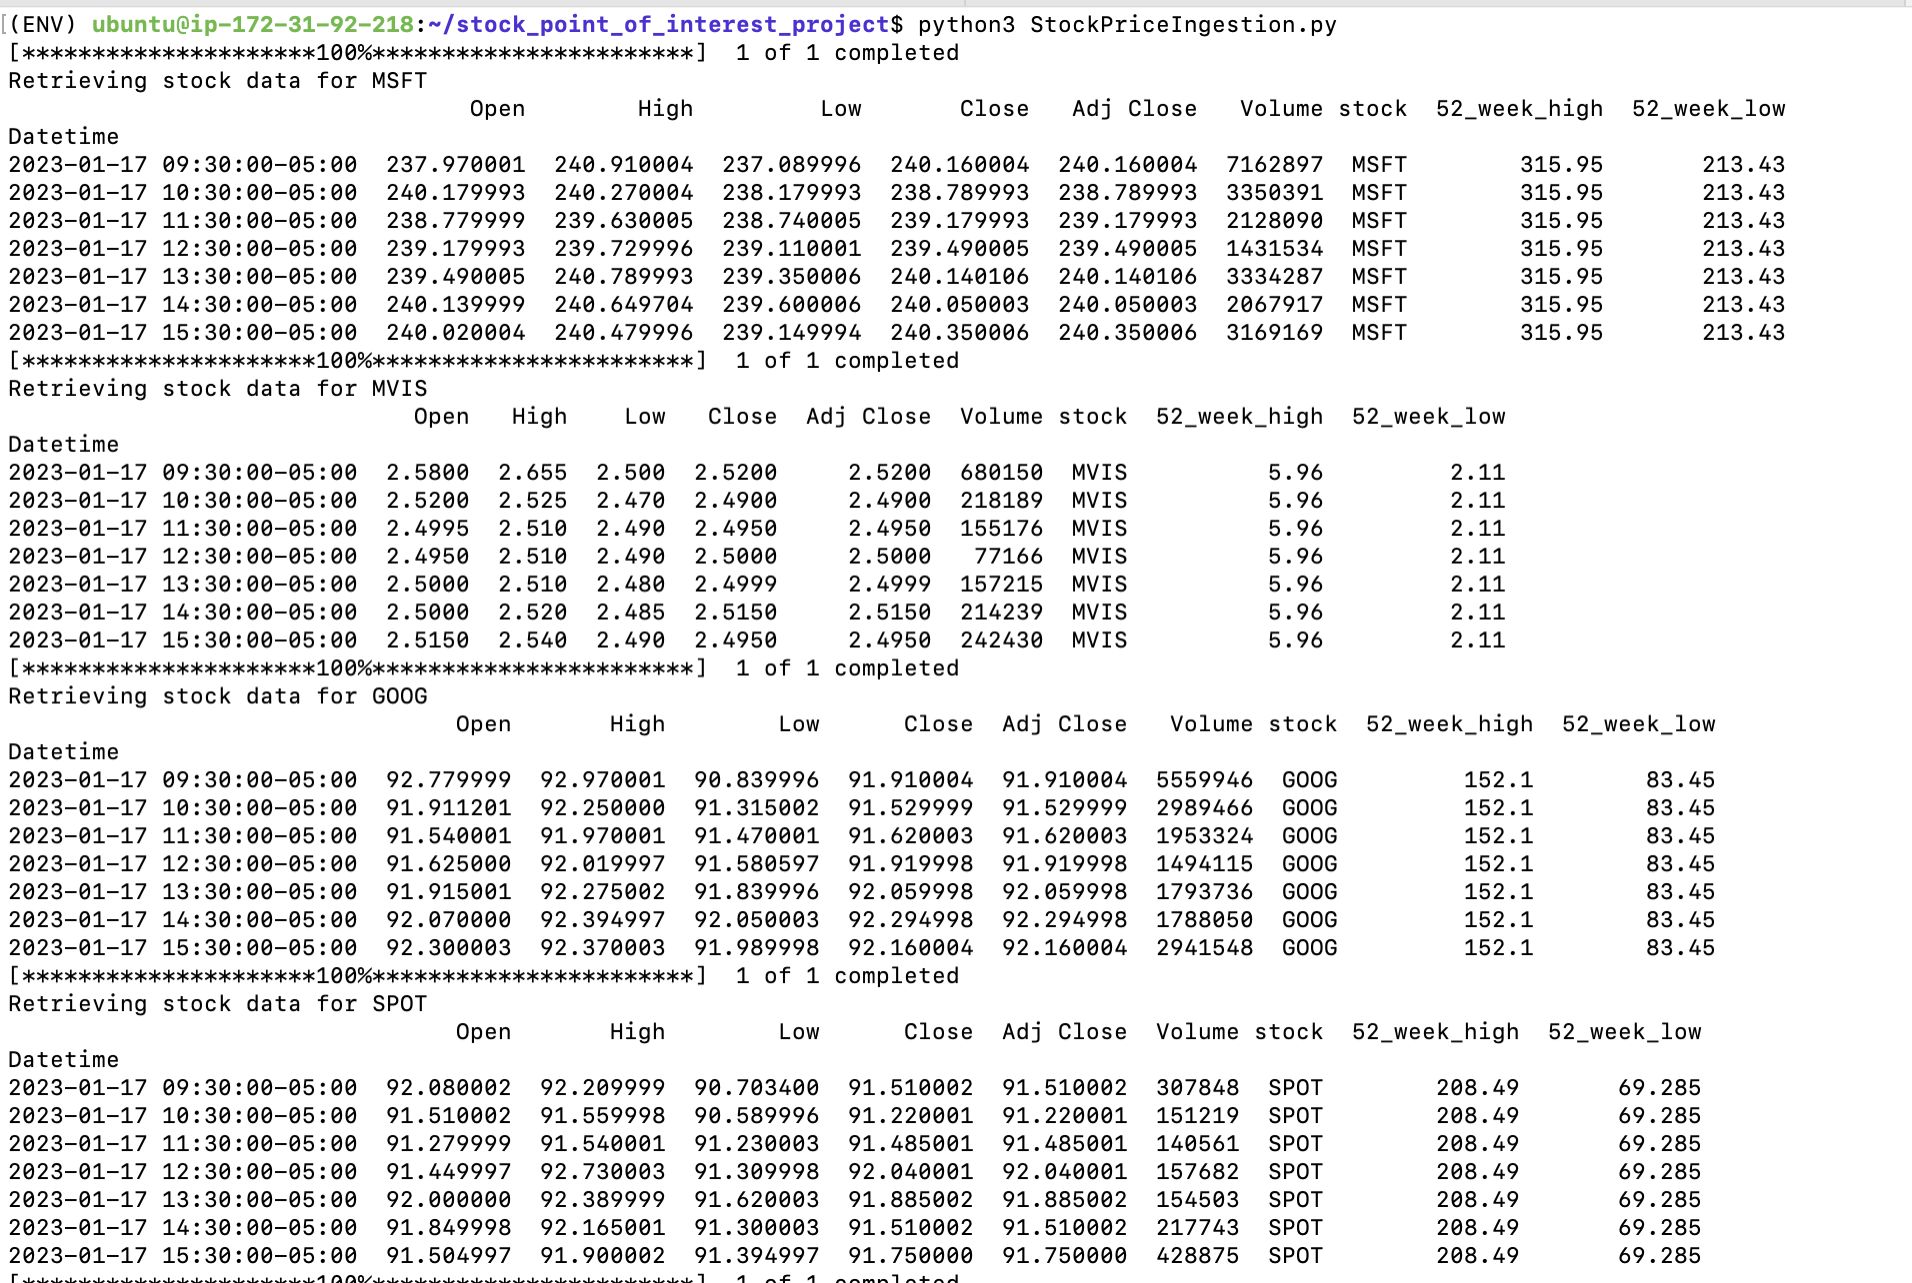 (ENV) ubuntu@ip-172-31-92-218:~/stock_point_of_interest_project$ python3 StockPriceIngestion.py
[*********************100%***********************]  1 of 1 completed
Retrieving stock data for MSFT
                                 Open        High         Low       Close   Adj Close   Volume stock  52_week_high  52_week_low
Datetime
2023-01-17 09:30:00-05:00  237.970001  240.910004  237.089996  240.160004  240.160004  7162897  MSFT        315.95       213.43
2023-01-17 10:30:00-05:00  240.179993  240.270004  238.179993  238.789993  238.789993  3350391  MSFT        315.95       213.43
2023-01-17 11:30:00-05:00  238.779999  239.630005  238.740005  239.179993  239.179993  2128090  MSFT        315.95       213.43
2023-01-17 12:30:00-05:00  239.179993  239.729996  239.110001  239.490005  239.490005  1431534  MSFT        315.95       213.43
2023-01-17 13:30:00-05:00  239.490005  240.789993  239.350006  240.140106  240.140106  3334287  MSFT        315.95       213.43
2023-01-17 14:30:00-05:00  240.139999  240.649704  239.600006  240.050003  240.050003  2067917  MSFT        315.95       213.43
2023-01-17 15:30:00-05:00  240.020004  240.479996  239.149994  240.350006  240.350006  3169169  MSFT        315.95       213.43
[*********************100%***********************]  1 of 1 completed
Retrieving stock data for MVIS
                             Open   High    Low   Close  Adj Close  Volume stock  52_week_high  52_week_low
Datetime
2023-01-17 09:30:00-05:00  2.5800  2.655  2.500  2.5200     2.5200  680150  MVIS          5.96         2.11
2023-01-17 10:30:00-05:00  2.5200  2.525  2.470  2.4900     2.4900  218189  MVIS          5.96         2.11
2023-01-17 11:30:00-05:00  2.4995  2.510  2.490  2.4950     2.4950  155176  MVIS          5.96         2.11
2023-01-17 12:30:00-05:00  2.4950  2.510  2.490  2.5000     2.5000   77166  MVIS          5.96         2.11
2023-01-17 13:30:00-05:00  2.5000  2.510  2.480  2.4999     2.4999  157215  MVIS          5.96         2.11
2023-01-17 14:30:00-05:00  2.5000  2.520  2.485  2.5150     2.5150  214239  MVIS          5.96         2.11
2023-01-17 15:30:00-05:00  2.5150  2.540  2.490  2.4950     2.4950  242430  MVIS          5.96         2.11
[*********************100%***********************]  1 of 1 completed
Retrieving stock data for GOOG
                                Open       High        Low      Close  Adj Close   Volume stock  52_week_high  52_week_low
Datetime
2023-01-17 09:30:00-05:00  92.779999  92.970001  90.839996  91.910004  91.910004  5559946  GOOG         152.1        83.45
2023-01-17 10:30:00-05:00  91.911201  92.250000  91.315002  91.529999  91.529999  2989466  GOOG         152.1        83.45
2023-01-17 11:30:00-05:00  91.540001  91.970001  91.470001  91.620003  91.620003  1953324  GOOG         152.1        83.45
2023-01-17 12:30:00-05:00  91.625000  92.019997  91.580597  91.919998  91.919998  1494115  GOOG         152.1        83.45
2023-01-17 13:30:00-05:00  91.915001  92.275002  91.839996  92.059998  92.059998  1793736  GOOG         152.1        83.45
2023-01-17 14:30:00-05:00  92.070000  92.394997  92.050003  92.294998  92.294998  1788050  GOOG         152.1        83.45
2023-01-17 15:30:00-05:00  92.300003  92.370003  91.989998  92.160004  92.160004  2941548  GOOG         152.1        83.45
[*********************100%***********************]  1 of 1 completed
Retrieving stock data for SPOT
                                Open       High        Low      Close  Adj Close  Volume stock  52_week_high  52_week_low
Datetime
2023-01-17 09:30:00-05:00  92.080002  92.209999  90.703400  91.510002  91.510002  307848  SPOT        208.49       69.285
2023-01-17 10:30:00-05:00  91.510002  91.559998  90.589996  91.220001  91.220001  151219  SPOT        208.49       69.285
2023-01-17 11:30:00-05:00  91.279999  91.540001  91.230003  91.485001  91.485001  140561  SPOT        208.49       69.285
2023-01-17 12:30:00-05:00  91.449997  92.730003  91.309998  92.040001  92.040001  157682  SPOT        208.49       69.285
2023-01-17 13:30:00-05:00  92.000000  92.389999  91.620003  91.885002  91.885002  154503  SPOT        208.49       69.285
2023-01-17 14:30:00-05:00  91.849998  92.165001  91.300003  91.510002  91.510002  217743  SPOT        208.49       69.285
2023-01-17 15:30:00-05:00  91.504997  91.900002  91.394997  91.750000  91.750000  428875  SPOT        208.49       69.285
[*********************100%***********************]  1 of 1 completed